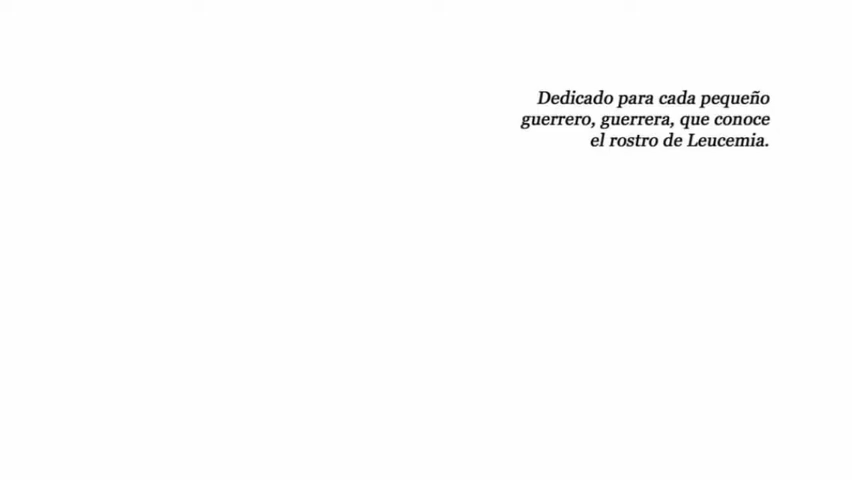 Dedicado para cada pequeño
guerrero, guerrera, que conoce
el rostro de Leucemia.